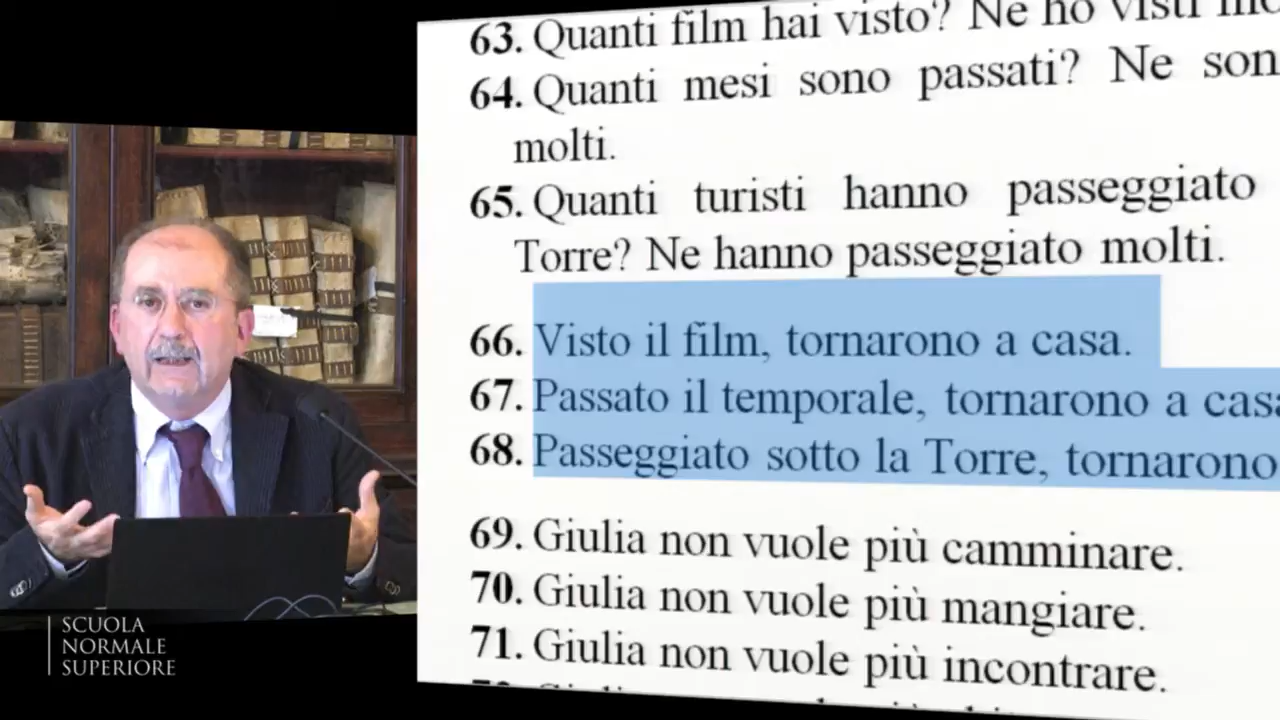 63. Quanti film hai visto? Ne ho visti
64. Quanti mesi sono passati? Ne
molti.
65. Quanti turisti hanno passeggiato
Torre? Ne hanno passeggiato molti.
66. Visto il film, tornarono a casa.
67. Passato il temporale, tornarono a
68. Passeggiato sotto la Torre, tornarono
69. Giulia non vuole più camminare.
70. Giulia non vuole più mangiare.
71. Giulia non vuole più incontrare.
SCUOLA
NORMALE
SUPERIORE